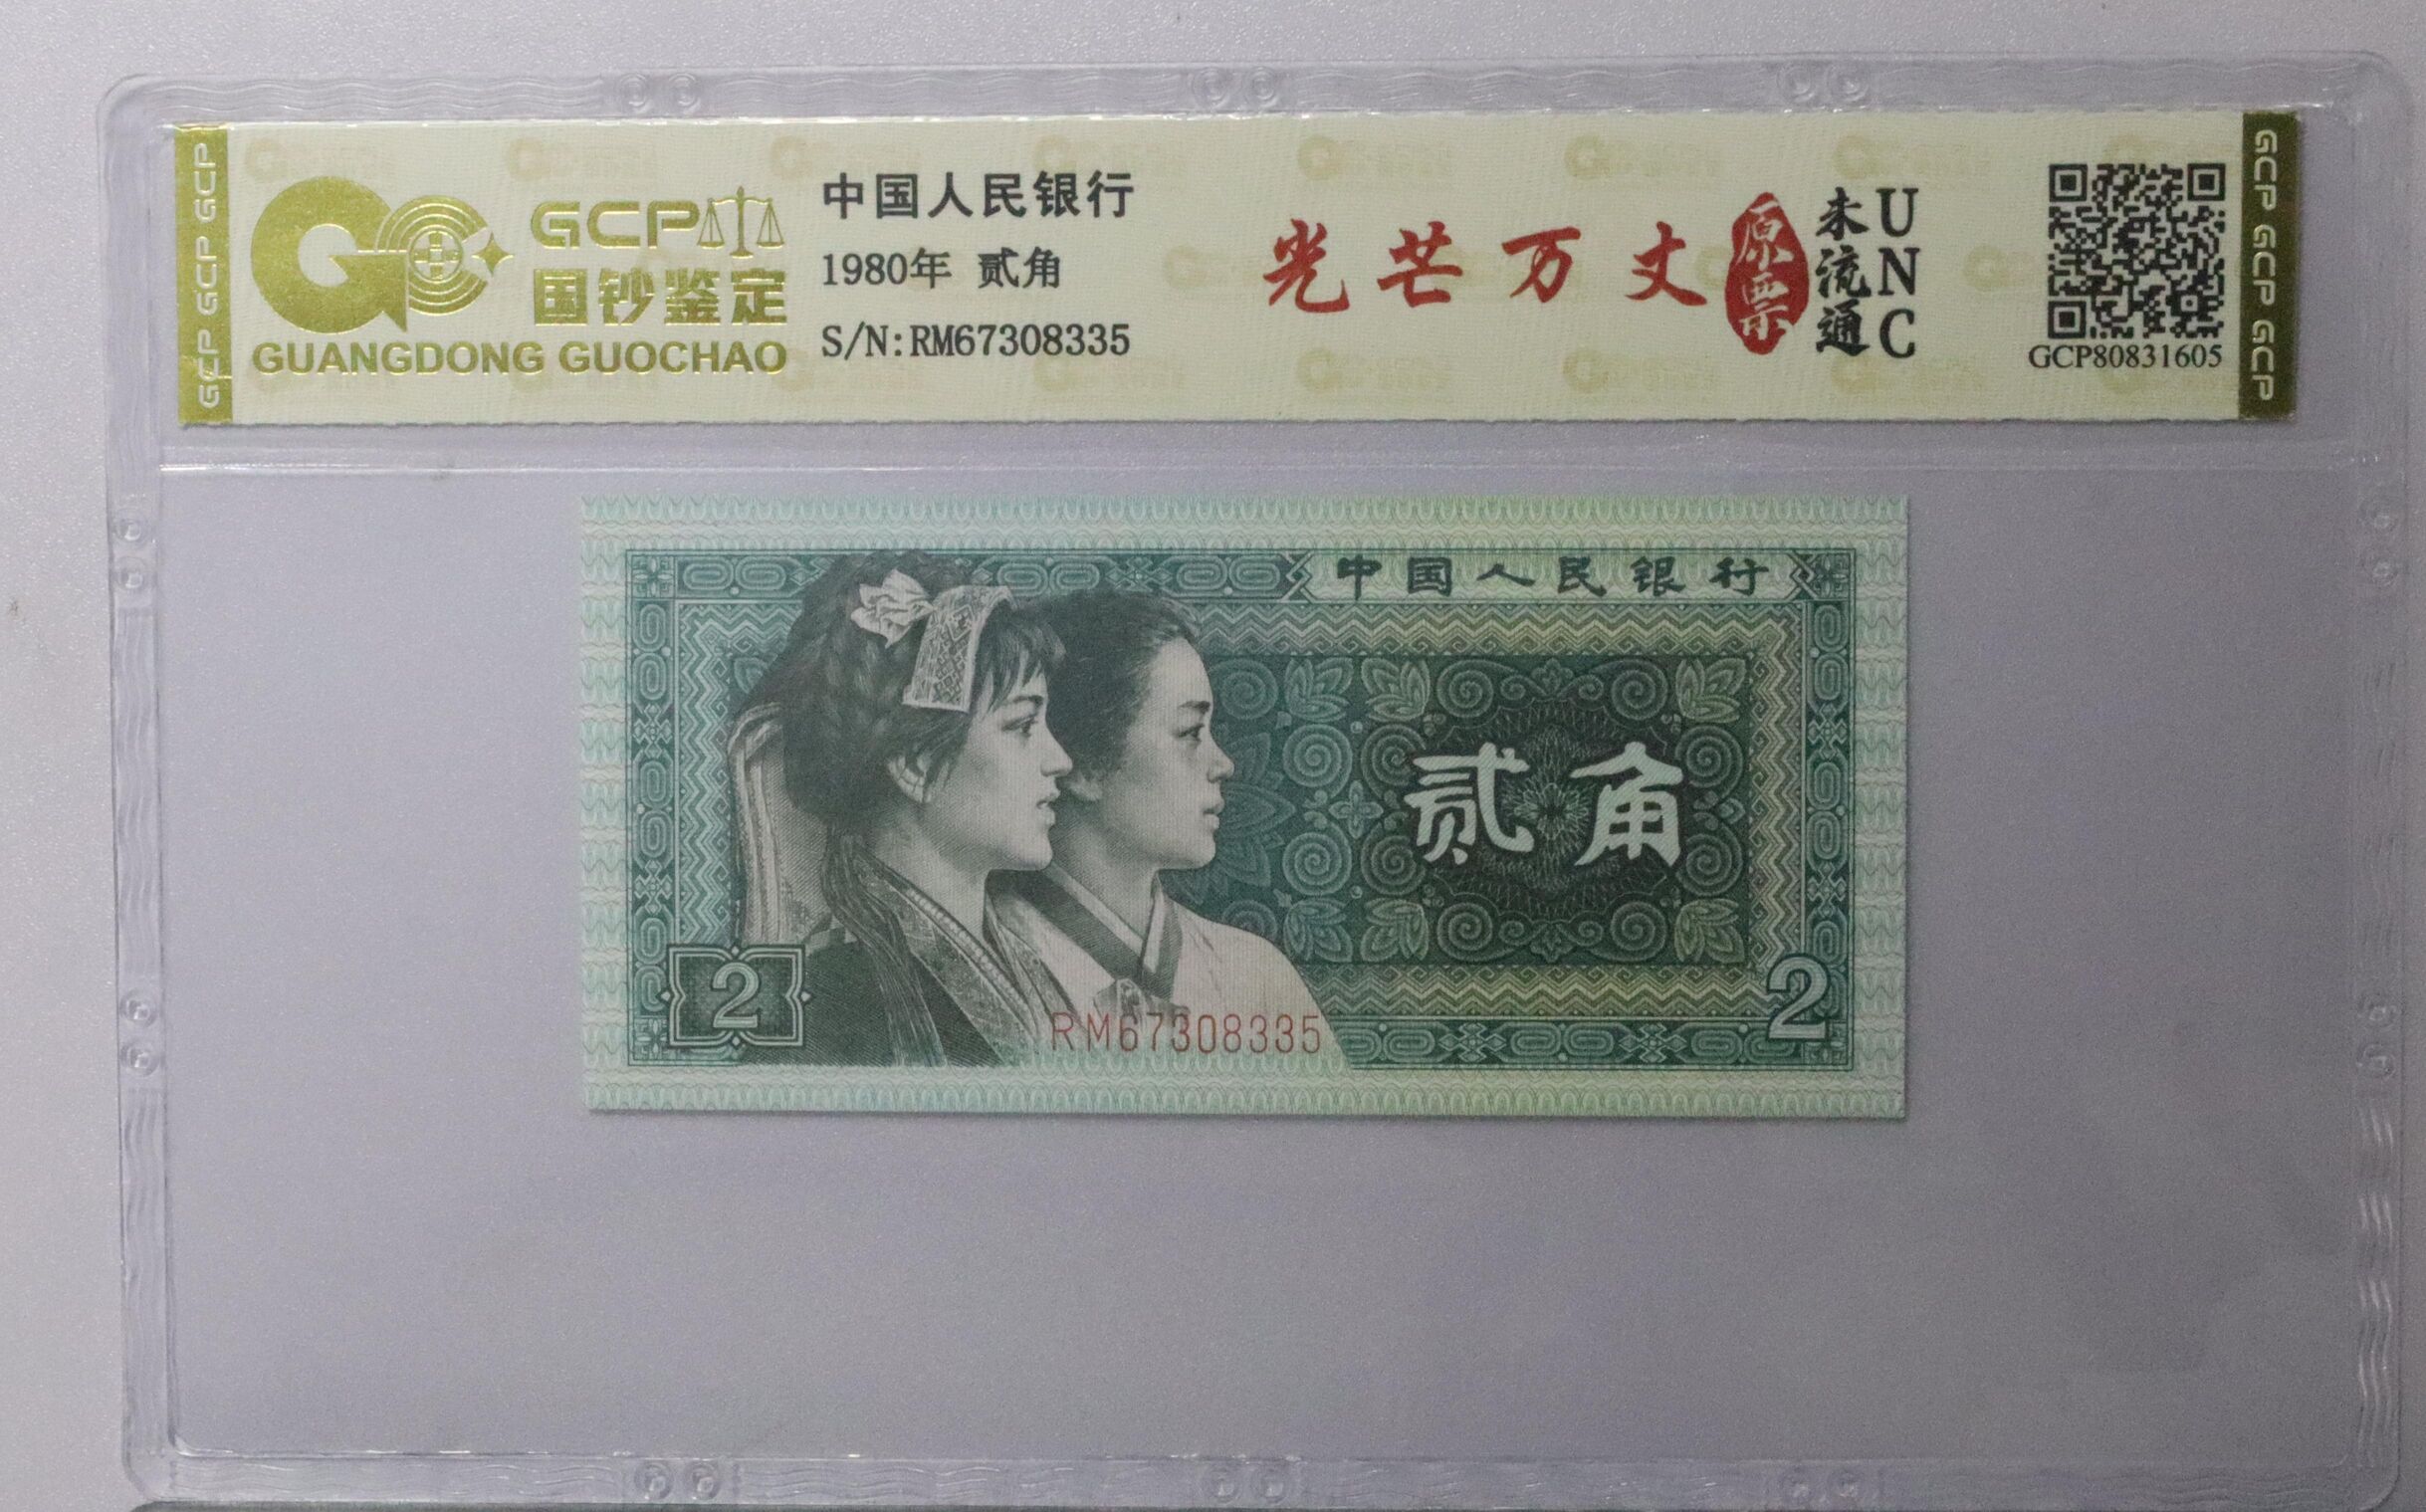 GCP GCP GCP
GCP
国钞鉴定
GUANGDONG GUOCHAO
中国人民银行
1980年 贰角
S/N:RM67308335
光芒万丈
原票
未流通
UNC
GCP80831605
GCP GCP GCP
中国人民银行
贰角
2
RM67308335
2